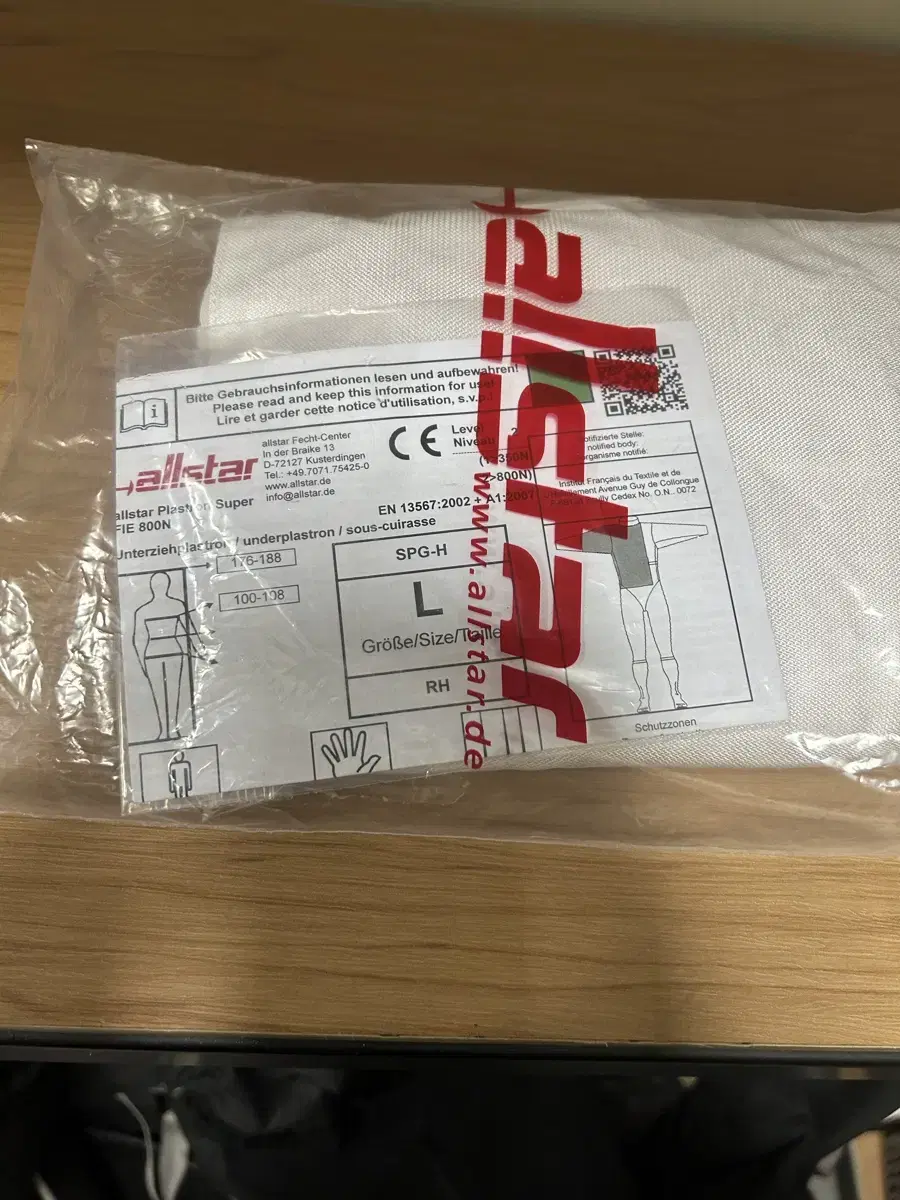 Bitte Gebrauchsinformationen lesen und aufbewahren!
Please read and keep this information for use!
Lire et garder cette notice d'utilisation, s.v.p.!
allstar
allstar Fecht-Center
In der Braike 13
D-72127 Kusterdingen
Tel.: +49.7071.75425-0
www.allstar.de
info@allstar.de
CE
Level 2
Niveau
(1>350N
>800N)
EN 13567:2002 + A1:2007
notifizierte Stelle:
notified body:
organisme notifié:
Institut Français du Textile et de
l'Habillement Avenue Guy de Collongue
Cedex No. O.N.. 0072
allstar Plastron Super
FIE 800N
Unterziehplastron / underplastron / sous-cuirasse
176-188
100-108
SPG-H
L
Größe/Size/Taille
RH
Schutzzonen
allstar
www.allstar.de